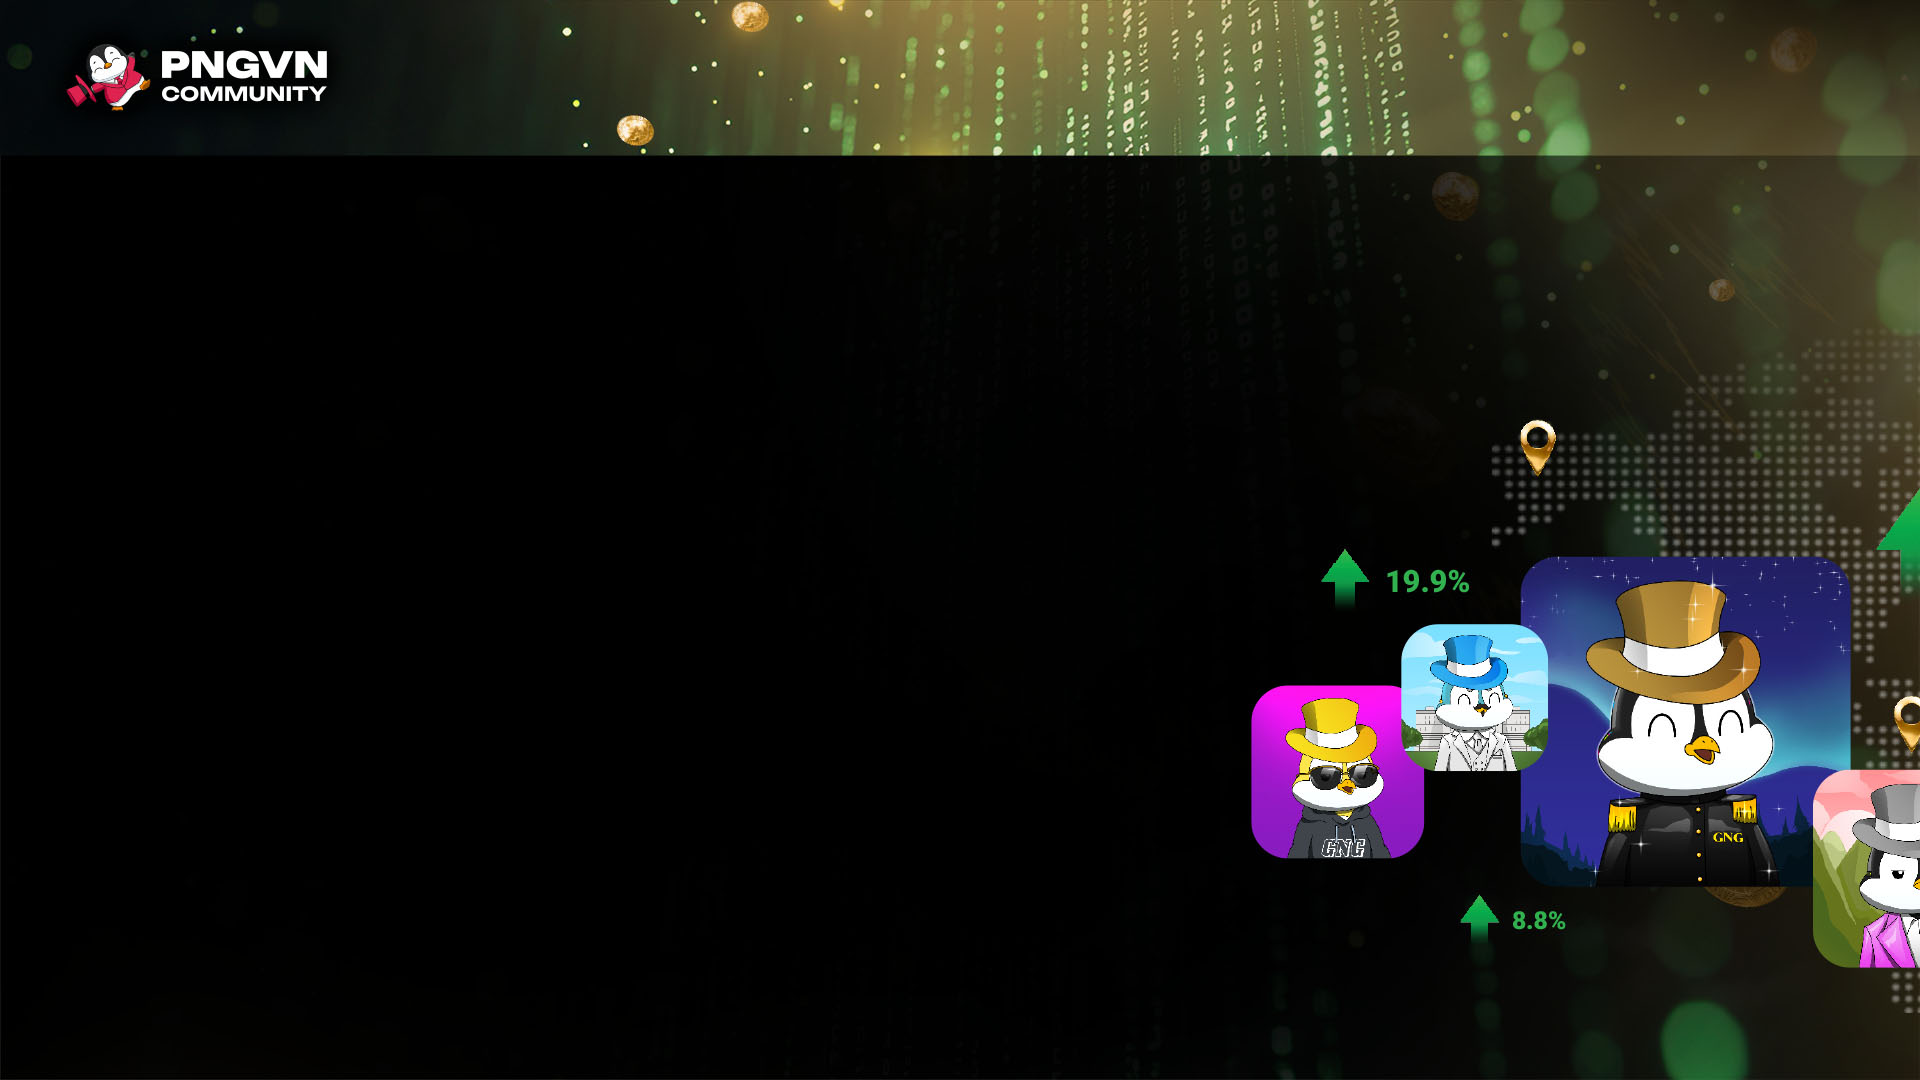 PNGVN
COMMUNITY
19.9%
GNG
GNG
8.8%